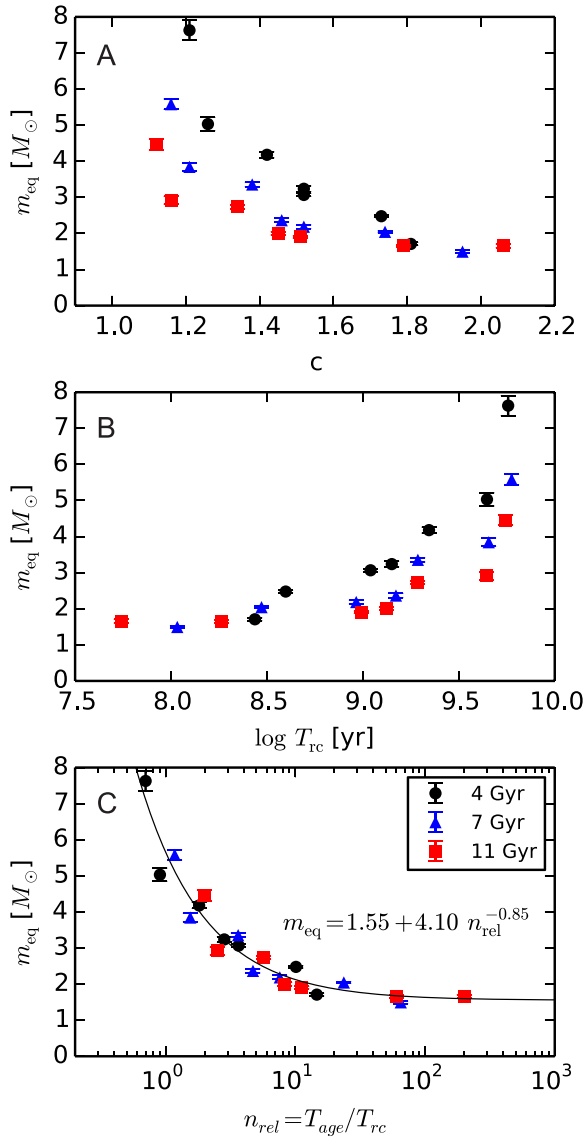 8
7
6
5
4
3
2
1
0
A
m_eq [M_⊙]
1.0 1.2 1.4 1.6 1.8 2.0 2.2
c
8
7
6
5
4
3
2
1
0
B
m_eq [M_⊙]
7.5 8.0 8.5 9.0 9.5 10.0
log T_rc [yr]
8
7
6
5
4
3
2
1
0
C
m_eq [M_⊙]
4 Gyr
7 Gyr
11 Gyr
m_eq = 1.55 + 4.10 n_rel^−0.85
10^0 10^1 10^2 10^3
n_rel = T_age/T_rc